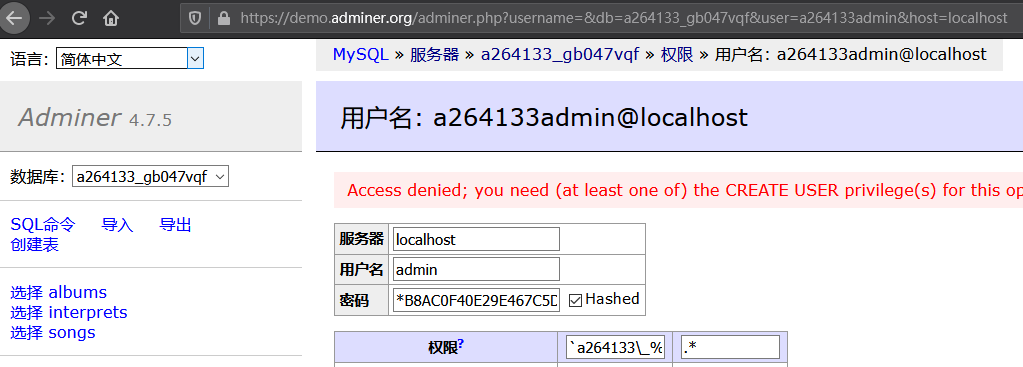 https://demo.adminer.org/adminer.php?username=&db=a264133_gb047vqf&user=a264133admin&host=localhost
语言: 简体中文
MySQL » 服务器 » a264133_gb047vqf » 权限 » 用户名: a264133admin@localhost
Adminer 4.7.5
用户名: a264133admin@localhost
数据库: a264133_gb047vqf
Access denied; you need (at least one of) the CREATE USER privilege(s) for this op
SQL命令 导入 导出
创建表
服务器 localhost
用户名 admin
密码 *B8AC0F40E29E467C5D Hashed
选择 albums
选择 interprets
选择 songs
权限? `a264133\_% .*